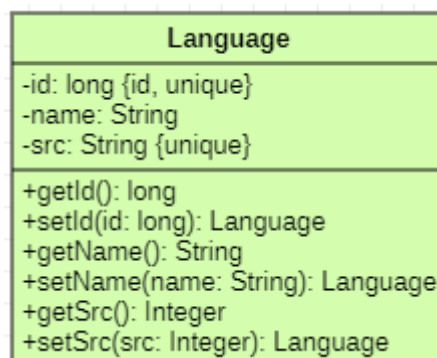 Language
-id: long {id, unique}
-name: String
-src: String {unique}
+getId(): long
+setId(id: long): Language
+getName(): String
+setName(name: String): Language
+getSrc(): Integer
+setSrc(src: Integer): Language